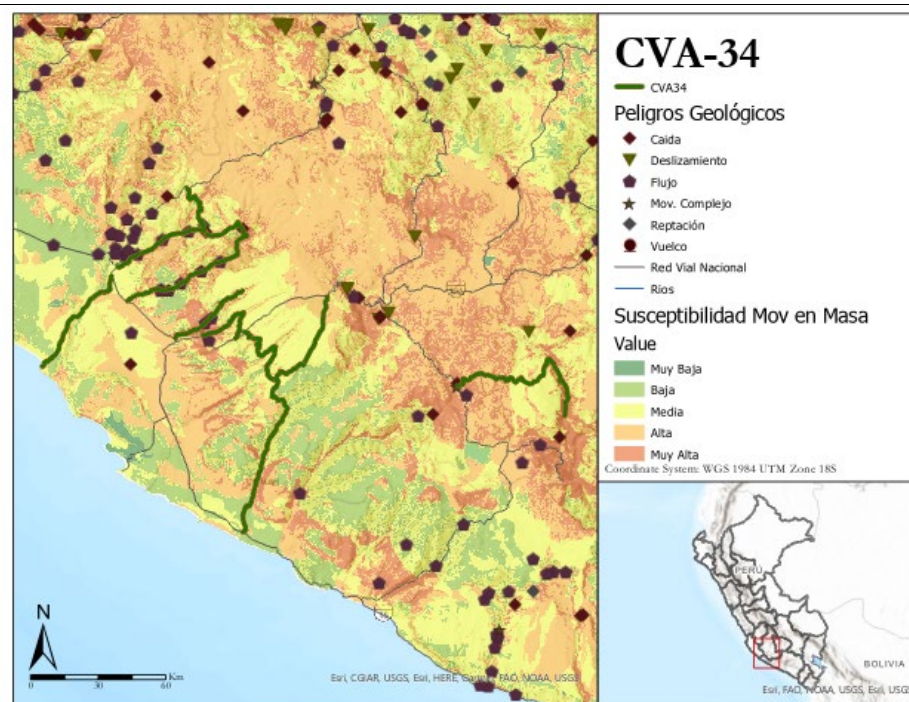 CVA-34
CVA34
Peligros Geológicos
Caida
Deslizamiento
Flujo
Mov. Complejo
Reptación
Vuelco
Red Vial Nacional
Rios
Susceptibilidad Mov en Masa
Value
Muy Baja
Baja
Media
Alta
Muy Alta
Coordinate System: WGS 1984 UTM Zone 18S
N
0 30 60 Km
Esri, CGIAR, USGS, Esri, HERE, Garmin, FAO, NOAA, USGS
PERÚ
BOLIVIA
Esri, FAO, NOAA, USGS, Esri, USGS